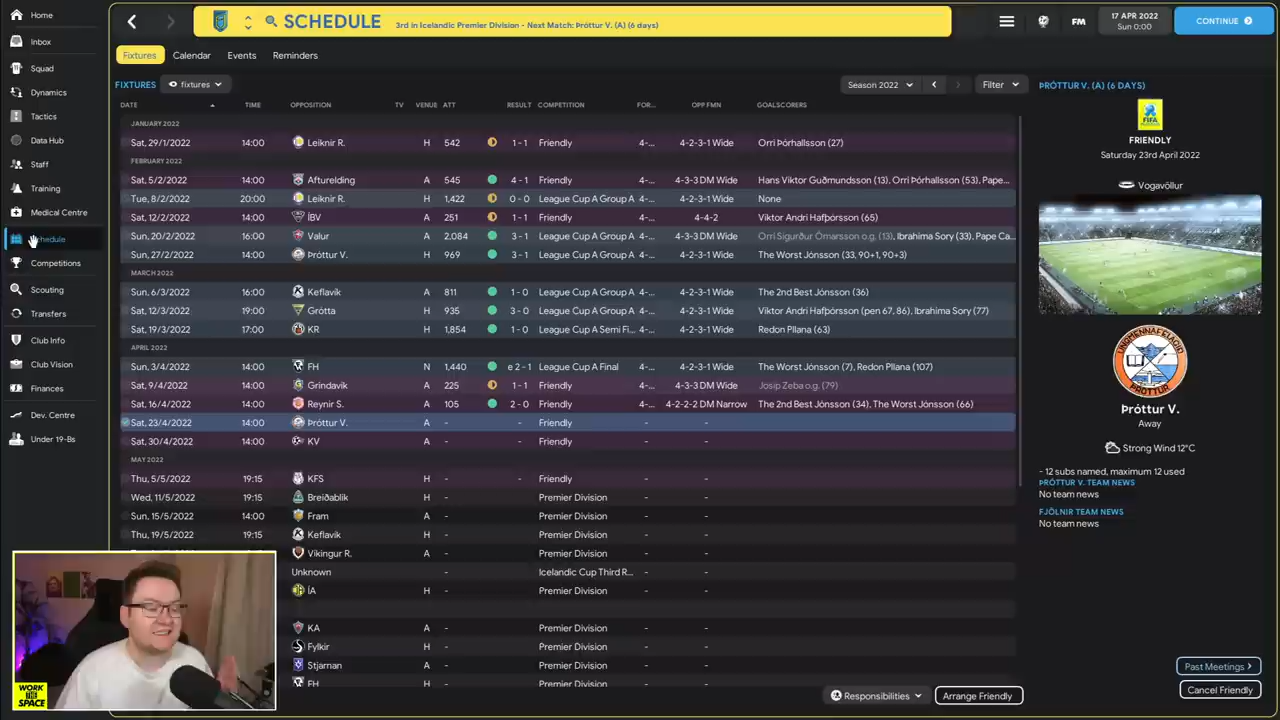 Home
Inbox
Squad
Dynamics
Tactics
Data Hub
Staff
Training
Medical Centre
Schedule
Competitions
Scouting
Transfers
Club Info
Club Vision
Finances
Dev. Centre
Under 19-Bs
SCHEDULE 3rd in Icelandic Premier Division - Next Match: Þróttur V. (A) (6 days)
FM
17 APR 2022
Sun 0:00
CONTINUE
Fixtures Calendar Events Reminders
FIXTURES fixtures Season 2022 Filter
DATE TIME OPPOSITION TV VENUE ATT RESULT COMPETITION FOR... OPP FMN GOALSCORERS
JANUARY 2022
Sat, 29/1/2022 14:00 Leiknir R. H 542 1 - 1 Friendly 4-... 4-2-3-1 Wide Orri Þórhallsson (27)
FEBRUARY 2022
Sat, 5/2/2022 14:00 Afturelding A 545 4 - 1 Friendly 4-... 4-3-3 DM Wide Hans Viktor Guðmundsson (13), Orri Þórhallsson (53), Pape...
Tue, 8/2/2022 20:00 Leiknir R. H 1,422 0 - 0 League Cup A Group A 4-... 4-2-3-1 Wide None
Sat, 12/2/2022 14:00 ÍBV A 251 1 - 1 Friendly 4-... 4-4-2 Viktor Andri Hafþórsson (65)
Sun, 20/2/2022 16:00 Valur A 2,084 3 - 1 League Cup A Group A 4-... 4-3-3 DM Wide Orri Sigurður Ómarsson o.g. (13), Ibrahima Sory (33), Pape Ca...
Sun, 27/2/2022 14:00 Þróttur V. H 969 3 - 1 League Cup A Group A 4-... 4-2-3-1 Wide The Worst Jónsson (33, 90+1, 90+3)
MARCH 2022
Sun, 6/3/2022 16:00 Keflavík A 811 1 - 0 League Cup A Group A 4-... 4-2-3-1 Wide The 2nd Best Jónsson (36)
Sat, 12/3/2022 19:00 Grótta H 935 3 - 0 League Cup A Group A 4-... 4-2-3-1 Wide Viktor Andri Hafþórsson (pen 67, 86), Ibrahima Sory (77)
Sat, 19/3/2022 17:00 KR H 1,854 1 - 0 League Cup A Semi Fi... 4-... 4-2-3-1 Wide Redon Pllana (63)
APRIL 2022
Sun, 3/4/2022 14:00 FH N 1,440 e 2 - 1 League Cup A Final 4-... 4-2-3-1 Wide The Worst Jónsson (7), Redon Pllana (107)
Sat, 9/4/2022 14:00 Grindavík A 225 1 - 1 Friendly 4-... 4-3-3 DM Wide Josip Zeba o.g. (79)
Sat, 16/4/2022 14:00 Reynir S. A 105 2 - 0 Friendly 4-... 4-2-2-2 DM Narrow The 2nd Best Jónsson (34), The Worst Jónsson (66)
Sat, 23/4/2022 14:00 Þróttur V. A - - Friendly -
Sat, 30/4/2022 14:00 KV A - - Friendly -
MAY 2022
Thu, 5/5/2022 19:15 KFS H - - Friendly -
Wed, 11/5/2022 19:15 Breiðablik H - Premier Division -
Sun, 15/5/2022 14:00 Fram A - Premier Division -
Thu, 19/5/2022 19:15 Keflavík H - Premier Division -
Víkingur R. A - Premier Division -
Unknown - Icelandic Cup Third R... -
ÍA H - Premier Division -
KA A - Premier Division -
Fylkir H - Premier Division -
Stjarnan A - Premier Division -
FH H - Premier Division -
Responsibilities Arrange Friendly
ÞRÓTTUR V. (A) (6 DAYS)
FIFA
FRIENDLY
Saturday 23rd April 2022
Vogavöllur
UNGMENNAFÉLAGIÐ
ÞRÓTTUR
Þróttur V.
Away
Strong Wind 12°C
- 12 subs named, maximum 12 used
ÞRÓTTUR V. TEAM NEWS
No team news
FJÖLNIR TEAM NEWS
No team news
Past Meetings
Cancel Friendly
WORK
THE
SPACE